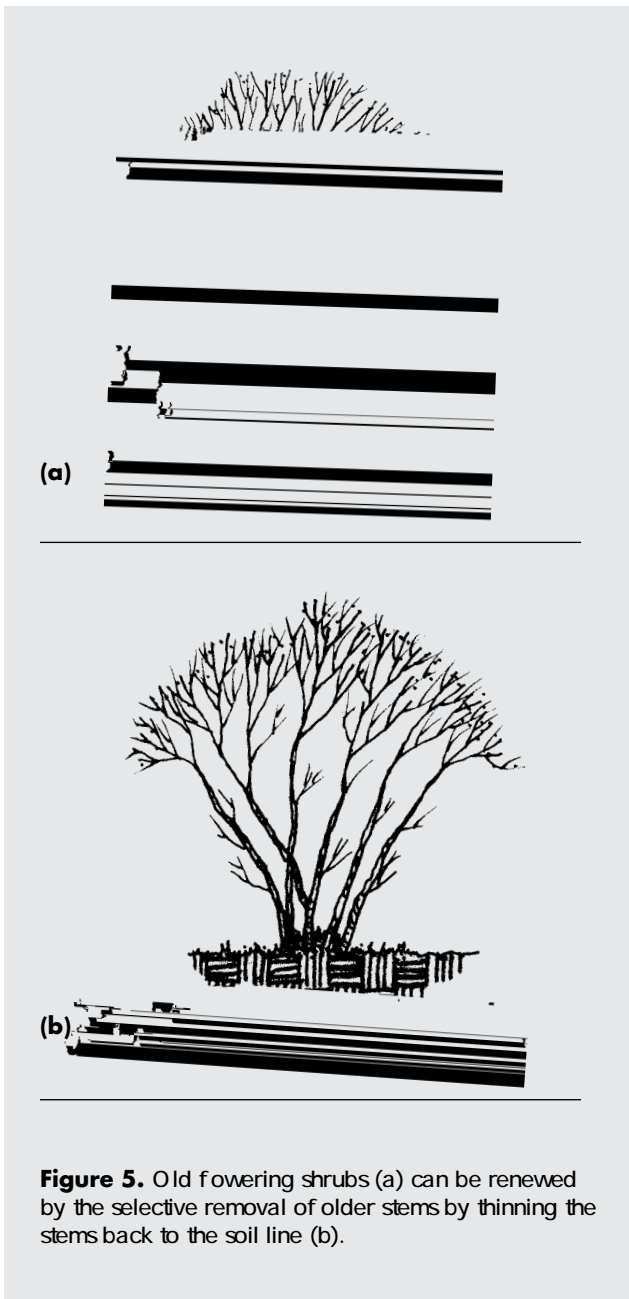 (a)
(b)
Figure 5. Old f owering shrubs (a) can be renewed
by the selective removal of older stems by thinning the
stems back to the soil line (b).